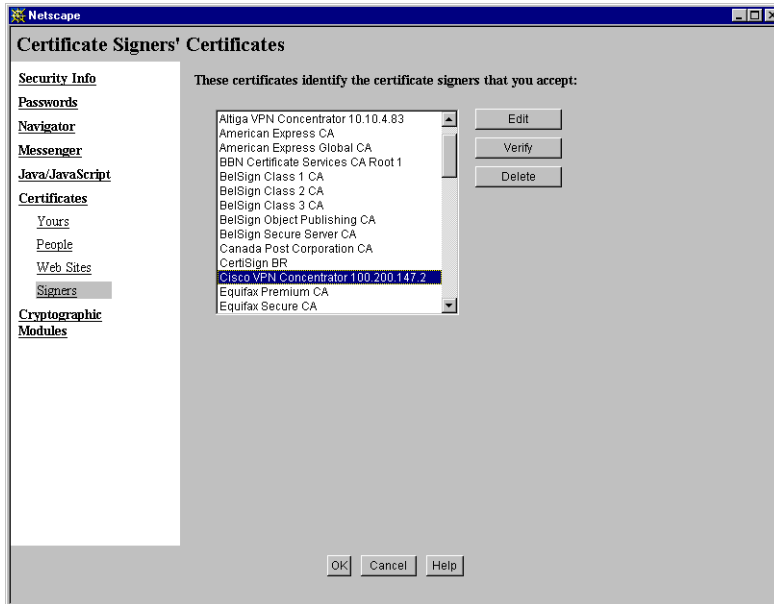 Netscape
Certificate Signers' Certificates
Security Info
Passwords
Navigator
Messenger
Java/JavaScript
Certificates
Yours
People
Web Sites
Signers
Cryptographic
Modules
These certificates identify the certificate signers that you accept:
Altiga VPN Concentrator 10.10.4.83
American Express CA
American Express Global CA
BBN Certificate Services CA Root 1
BelSign Class 1 CA
BelSign Class 2 CA
BelSign Class 3 CA
BelSign Object Publishing CA
BelSign Secure Server CA
Canada Post Corporation CA
CertiSign BR
Cisco VPN Concentrator 100.200.147.2
Equifax Premium CA
Equifax Secure CA
Edit
Verify
Delete
OK Cancel Help